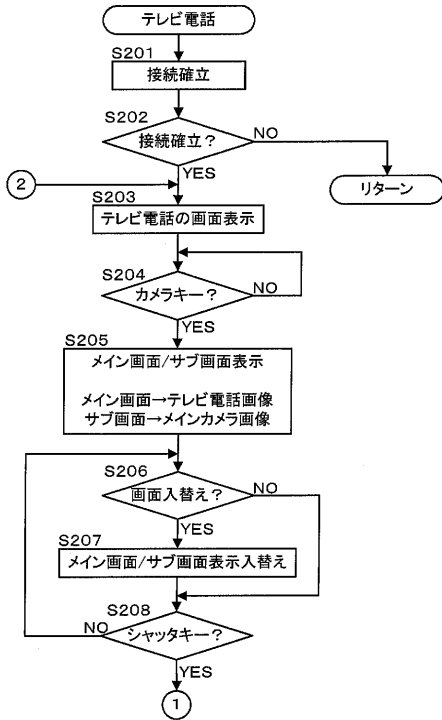 テレビ電話
S201
接続確立
S202
接続確立？
NO
YES
リターン
2
S203
テレビ電話の画面表示
S204
カメラキー？
NO
YES
S205
メイン画面/サブ画面表示
メイン画面→テレビ電話画像
サブ画面→メインカメラ画像
S206
画面入替え？
NO
YES
S207
メイン画面/サブ画面表示入替え
S208
NO
シャッタキー？
YES
1